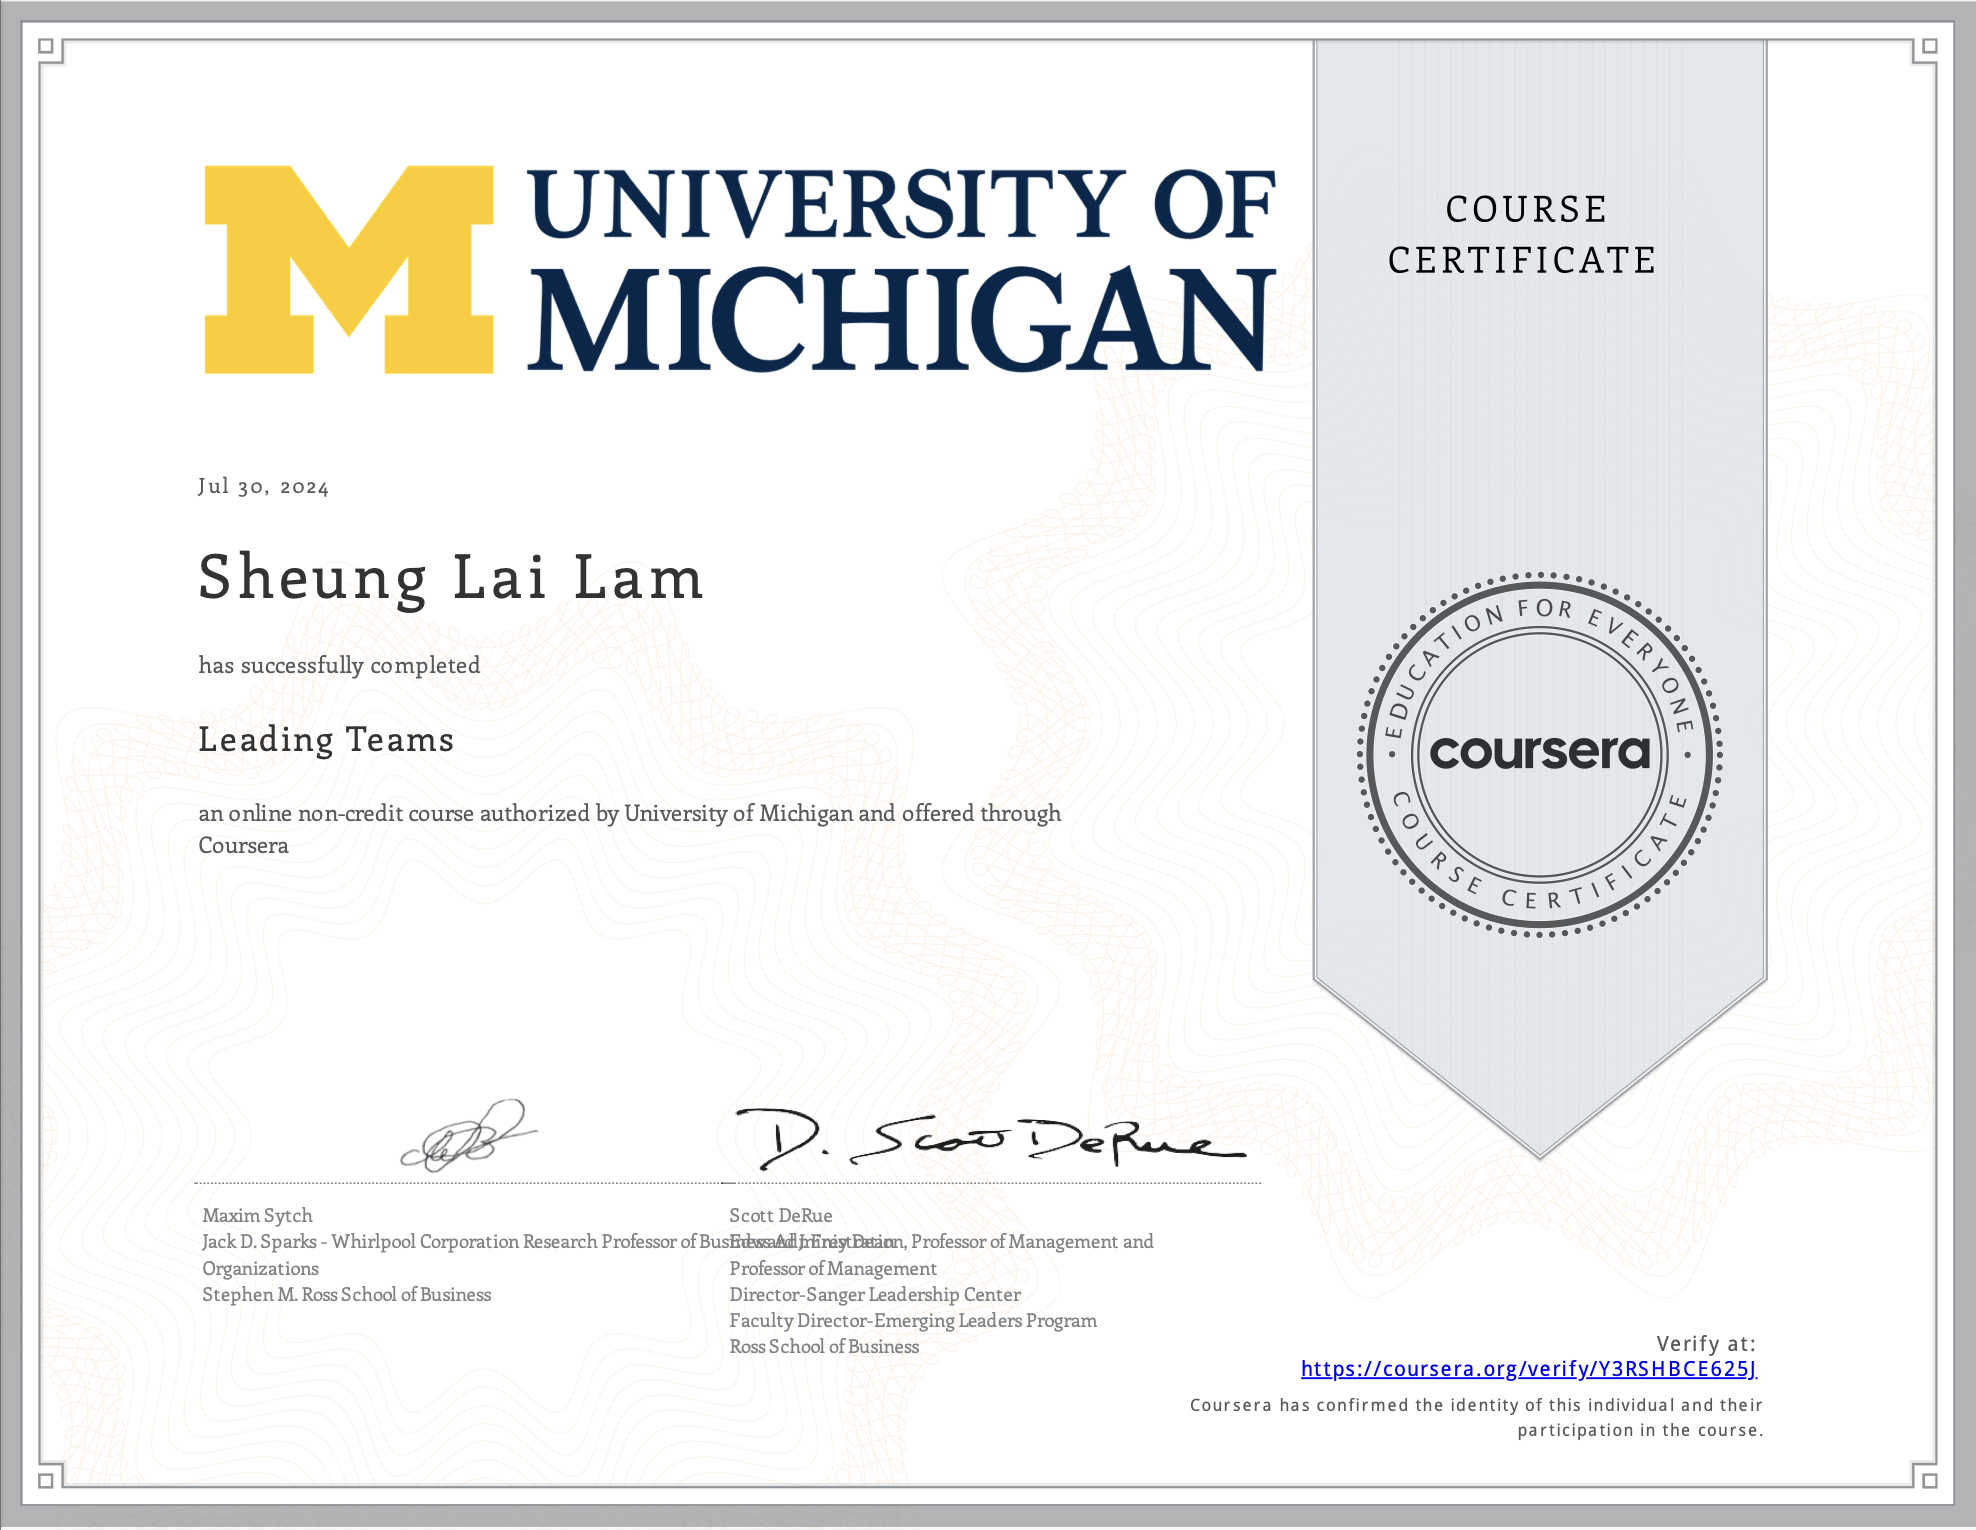 UNIVERSITY OF
MICHIGAN
COURSE
CERTIFICATE
Jul 30, 2024
Sheung Lai Lam
has successfully completed
Leading Teams
an online non-credit course authorized by University of Michigan and offered through
Coursera
EDUCATION FOR EVERYONE
coursera
COURSE CERTIFICATE
D. Scott DeRue
Maxim Sytch
Jack D. Sparks - Whirlpool Corporation Research Professor of Business Administration, Professor of Management and
Organizations
Stephen M. Ross School of Business
Scott DeRue
Edward J. Frey Dean
Professor of Management
Director-Sanger Leadership Center
Faculty Director-Emerging Leaders Program
Ross School of Business
Verify at:
https://coursera.org/verify/Y3RSHBCE625J
Coursera has confirmed the identity of this individual and their
participation in the course.